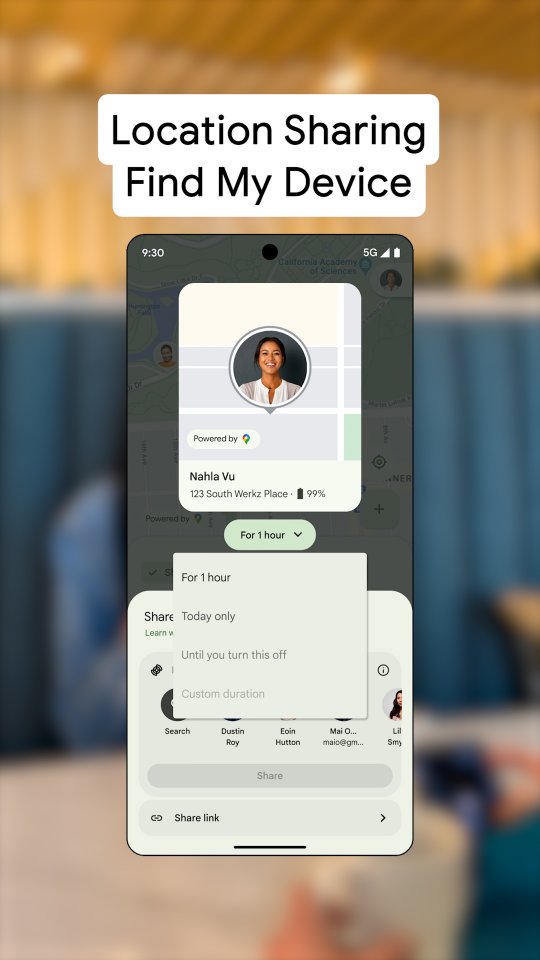 Location Sharing
Find My Device
9:30
5G
California Academy
of Sciences
Powered by
Nahla Vu
123 South Werkz Place · 99%
Powered by
For 1 hour
For 1 hour
Today only
Until you turn this off
Custom duration
Share
Learn
Search
Dustin
Roy
Eoin
Hutton
Mai O...
maio@gm...
Share
Share link